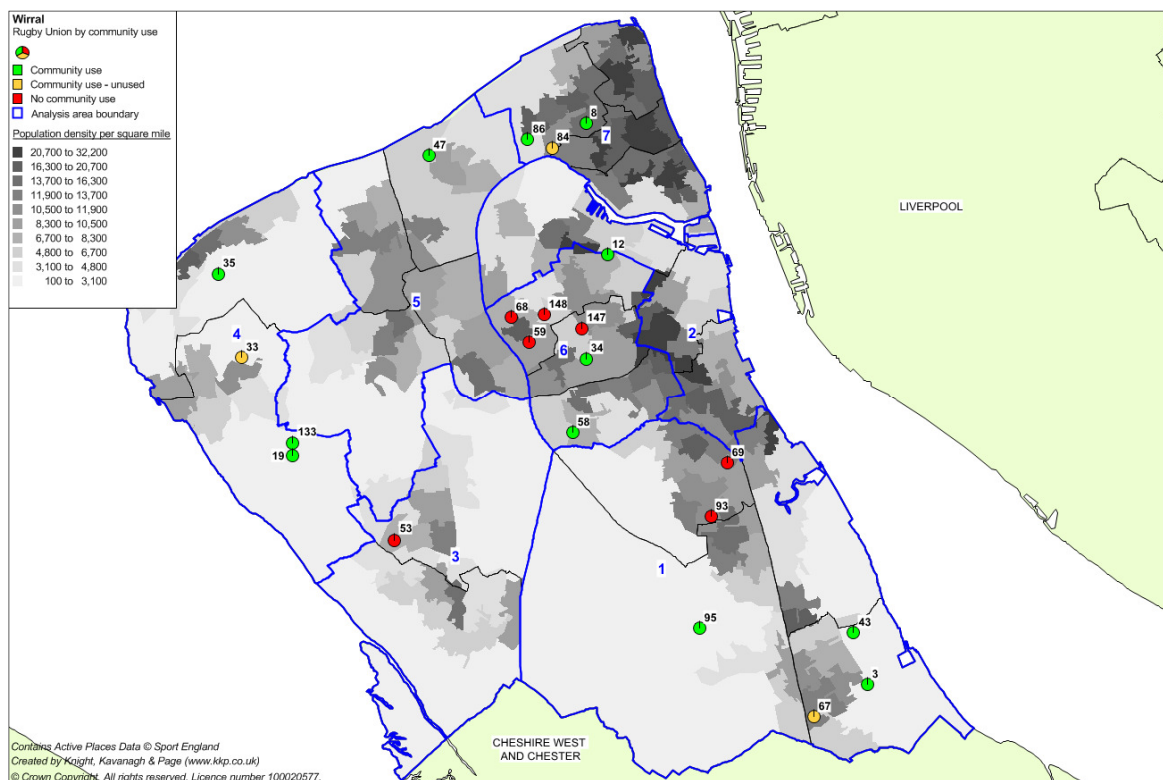 Wirral
Rugby Union by community use
Community use
Community use - unused
No community use
Analysis area boundary
Population density per square mile
20,700 to 32,200
16,300 to 20,700
13,700 to 16,300
11,900 to 13,700
10,500 to 11,900
8,300 to 10,500
6,700 to 8,300
4,800 to 6,700
3,100 to 4,800
100 to 3,100
8
86
84
7
47
LIVERPOOL
12
35
5
68
148
147
2
4
33
59
6
34
58
133
19
69
93
53
3
1
95
43
3
67
CHESHIRE WEST
AND CHESTER
Contains Active Places Data © Sport England
Created by Knight, Kavanagh & Page (www.kkp.co.uk)
© Crown Copyright. All rights reserved. Licence number 100020577.